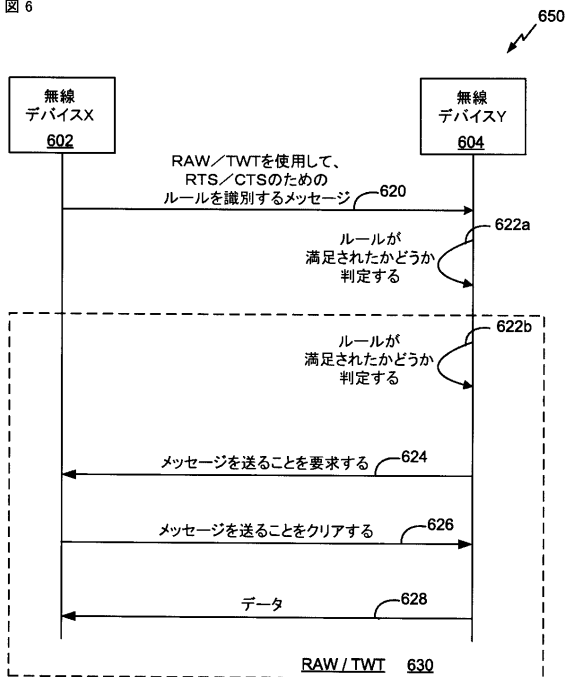 図 6
650
無線
デバイスX
602
無線
デバイスY
604
RAW／TWTを使用して、
RTS／CTSのための
ルールを識別するメッセージ
620
622a
ルールが
満足されたかどうか
判定する
622b
ルールが
満足されたかどうか
判定する
メッセージを送ることを要求する
624
メッセージを送ることをクリアする
626
データ
628
RAW / TWT 630